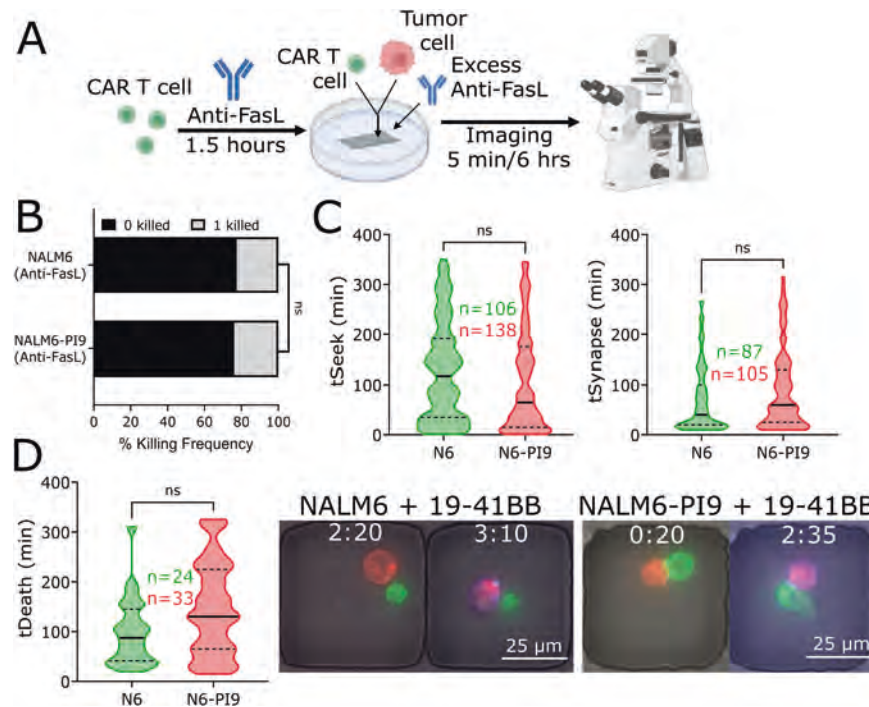 A
CAR T cell
Anti-FasL
1.5 hours
CAR T
cell
Tumor
cell
Excess
Anti-FasL
Imaging
5 min/6 hrs
B
0 killed
1 killed
NALM6
(Anti-FasL)
NALM6-PI9
(Anti-FasL)
ns
0 20 40 60 80 100
% Killing Frequency
C
tSeek (min)
400
300
200
100
0
ns
n=106
n=138
N6
N6-PI9
tSynapse (min)
400
300
200
100
0
ns
n=87
n=105
N6
N6-PI9
D
tDeath (min)
400
300
200
100
0
ns
n=24
n=33
N6
N6-PI9
NALM6 + 19-41BB
2:20
3:10
25 µm
NALM6-PI9 + 19-41BB
0:20
2:35
25 µm